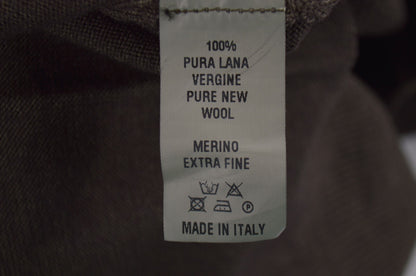 100%
PURA LANA
VERGINE
PURE NEW
WOOL
MERINO
EXTRA FINE
P
MADE IN ITALY